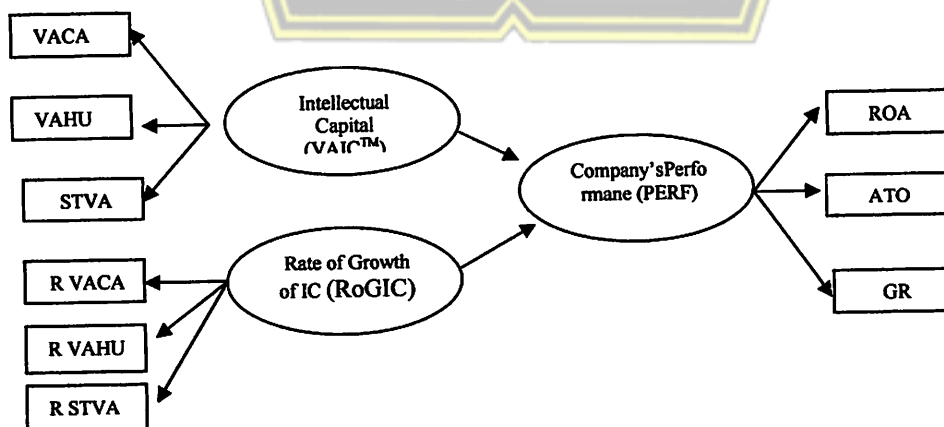 VACA
VAHU
STVA
Intellectual
Capital
(VAIC™)
R VACA
R VAHU
R STVA
Rate of Growth
of IC (RoGIC)
Company'sPerfo
rmane (PERF)
ROA
ATO
GR